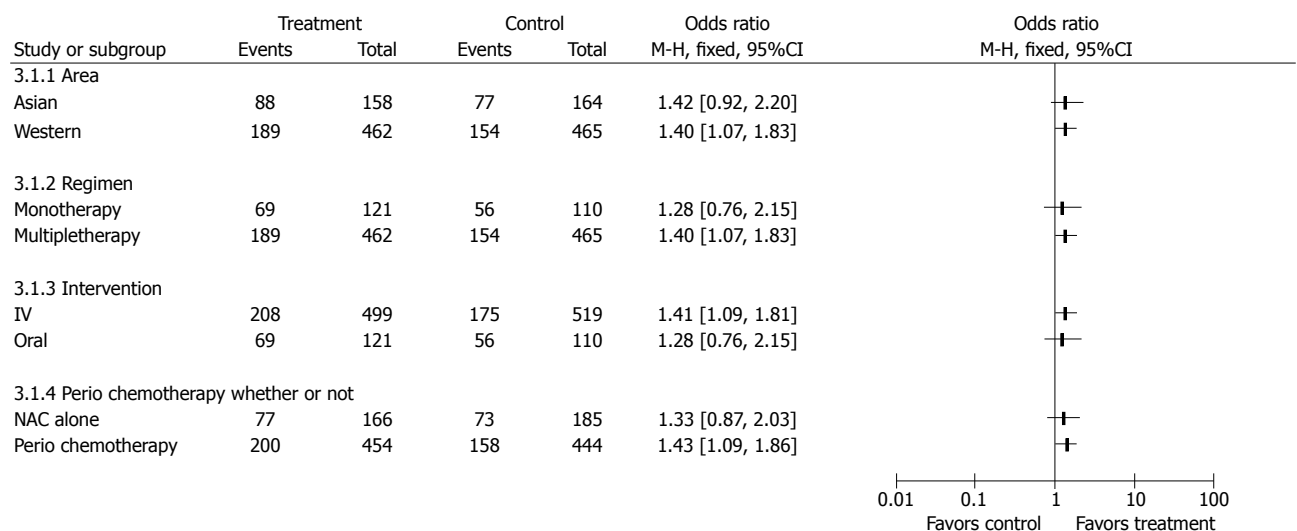 Treatment Control Odds ratio Odds ratio
Study or subgroup Events Total Events Total M-H, fixed, 95%CI M-H, fixed, 95%CI
3.1.1 Area
Asian 88 158 77 164 1.42 [0.92, 2.20]
Western 189 462 154 465 1.40 [1.07, 1.83]
3.1.2 Regimen
Monotherapy 69 121 56 110 1.28 [0.76, 2.15]
Multipletherapy 189 462 154 465 1.40 [1.07, 1.83]
3.1.3 Intervention
IV 208 499 175 519 1.41 [1.09, 1.81]
Oral 69 121 56 110 1.28 [0.76, 2.15]
3.1.4 Perio chemotherapy whether or not
NAC alone 77 166 73 185 1.33 [0.87, 2.03]
Perio chemotherapy 200 454 158 444 1.43 [1.09, 1.86]
0.01 0.1 1 10 100
Favors control Favors treatment